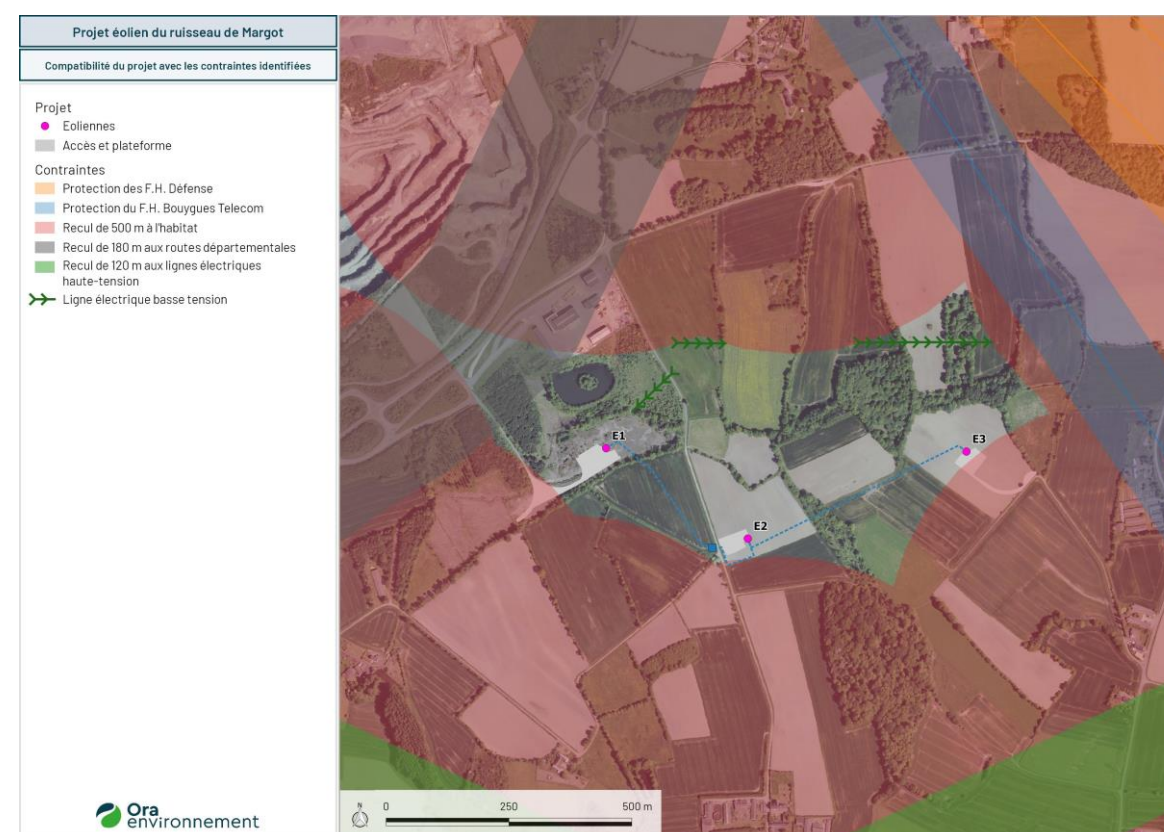 Projet éolien du ruisseau de Margot
Compatibilité du projet avec les contraintes identifiées
Projet
Eoliennes
Accès et plateforme
Contraintes
Protection des F.H. Défense
Protection du F.H. Bouygues Telecom
Recul de 500 m à l'habitat
Recul de 180 m aux routes départementales
Recul de 120 m aux lignes électriques
haute-tension
Ligne électrique basse tension
E1
E3
E2
N 0 250 500 m
Ora
environnement